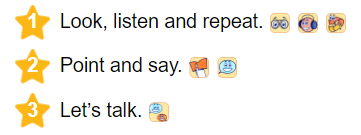 1 Look, listen and repeat.
2 Point and say.
3 Let's talk.